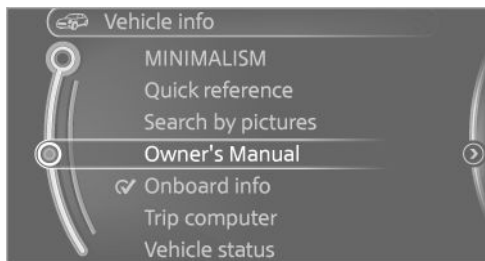 Vehicle info
MINIMALISM
Quick reference
Search by pictures
Owner's Manual
Onboard info
Trip computer
Vehicle status